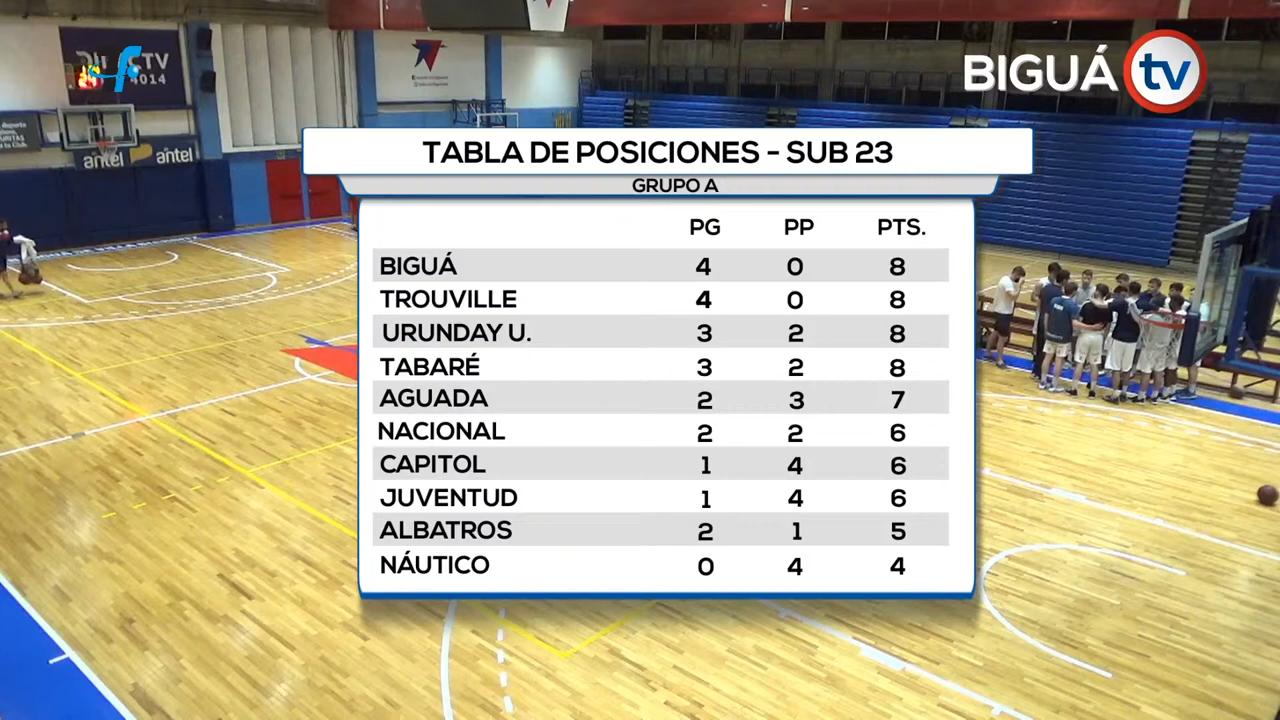 BIGUÁ tv
4014
antel antel
TABLA DE POSICIONES - SUB 23
GRUPO A
PG PP PTS.
BIGUÁ 4 0 8
TROUVILLE 4 0 8
URUNDAY U. 3 2 8
TABARÉ 3 2 8
AGUADA 2 3 7
NACIONAL 2 2 6
CAPITOL 1 4 6
JUVENTUD 1 4 6
ALBATROS 2 1 5
NÁUTICO 0 4 4